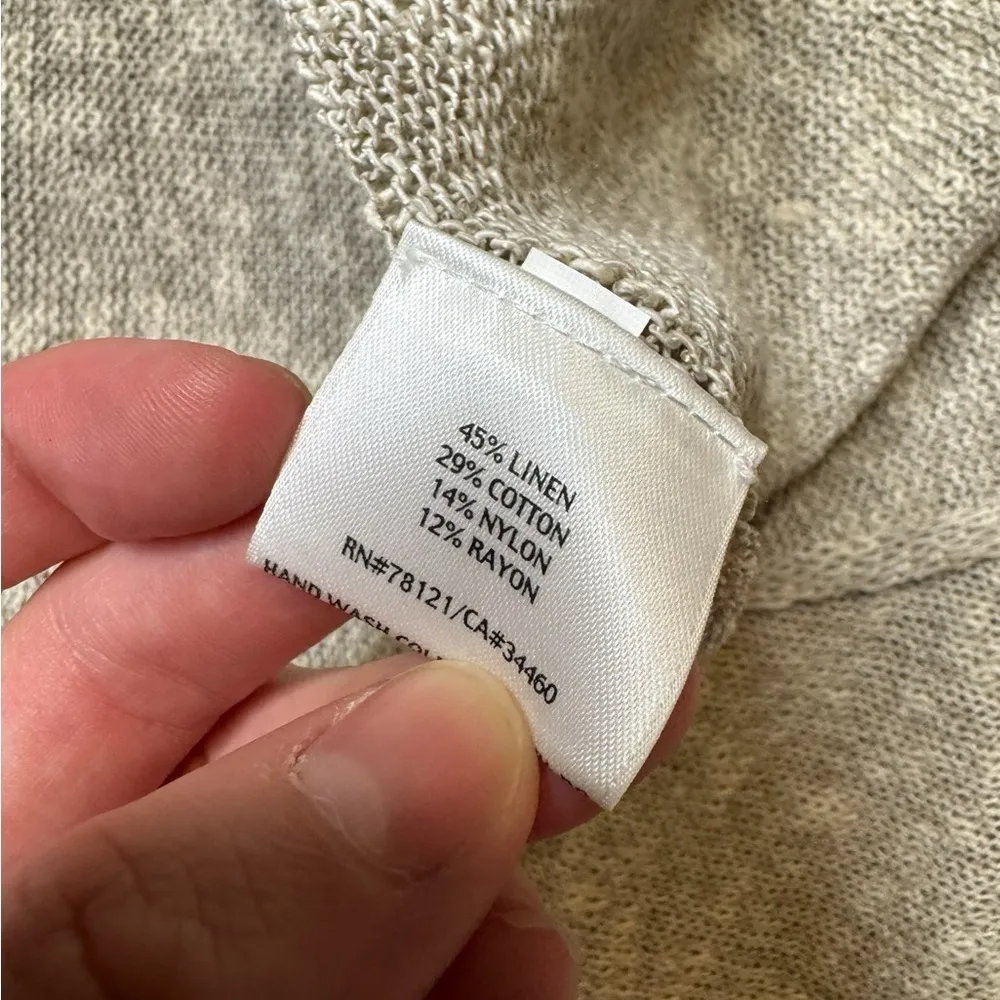 45% LINEN
29% COTTON
14% NYLON
12% RAYON
RN#78121/CA#34460
HAND WASH